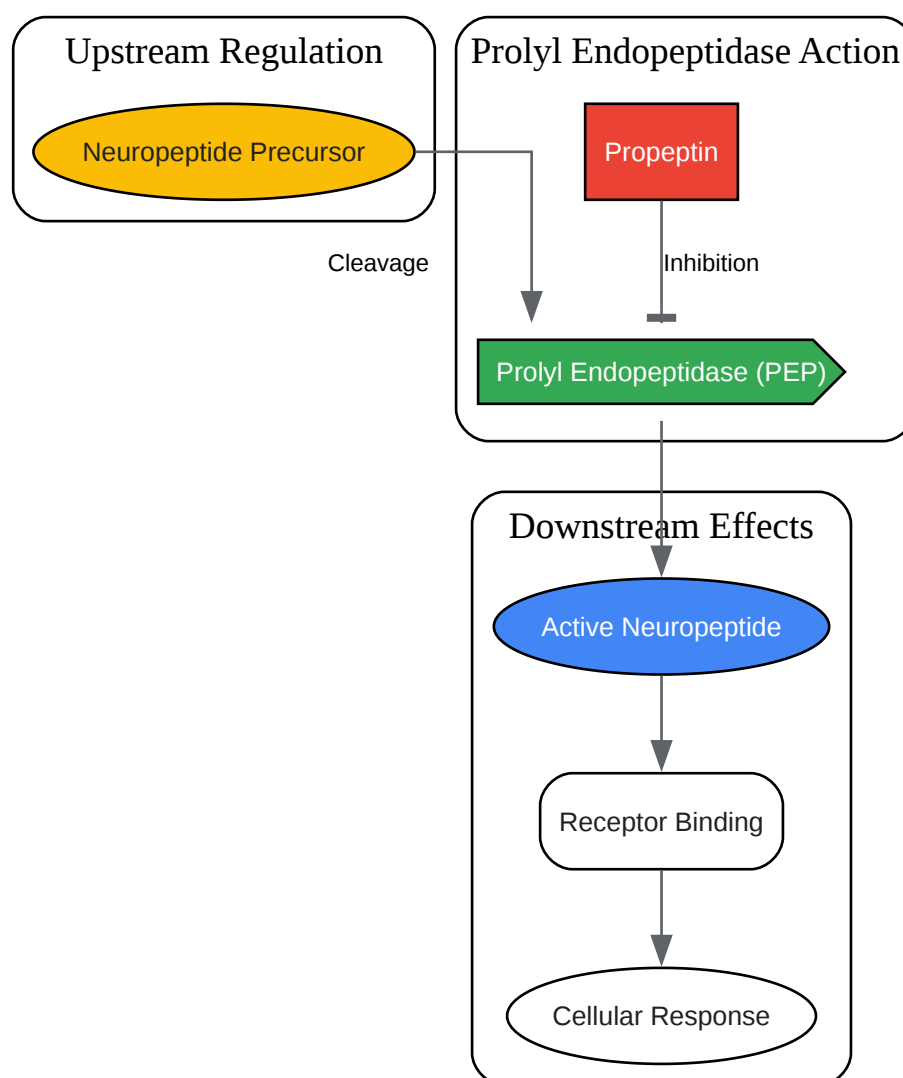 Upstream Regulation
Prolyl Endopeptidase Action
Neuropeptide Precursor
Propeptin
Cleavage
Inhibition
Prolyl Endopeptidase (PEP)
Downstream Effects
Active Neuropeptide
Receptor Binding
Cellular Response